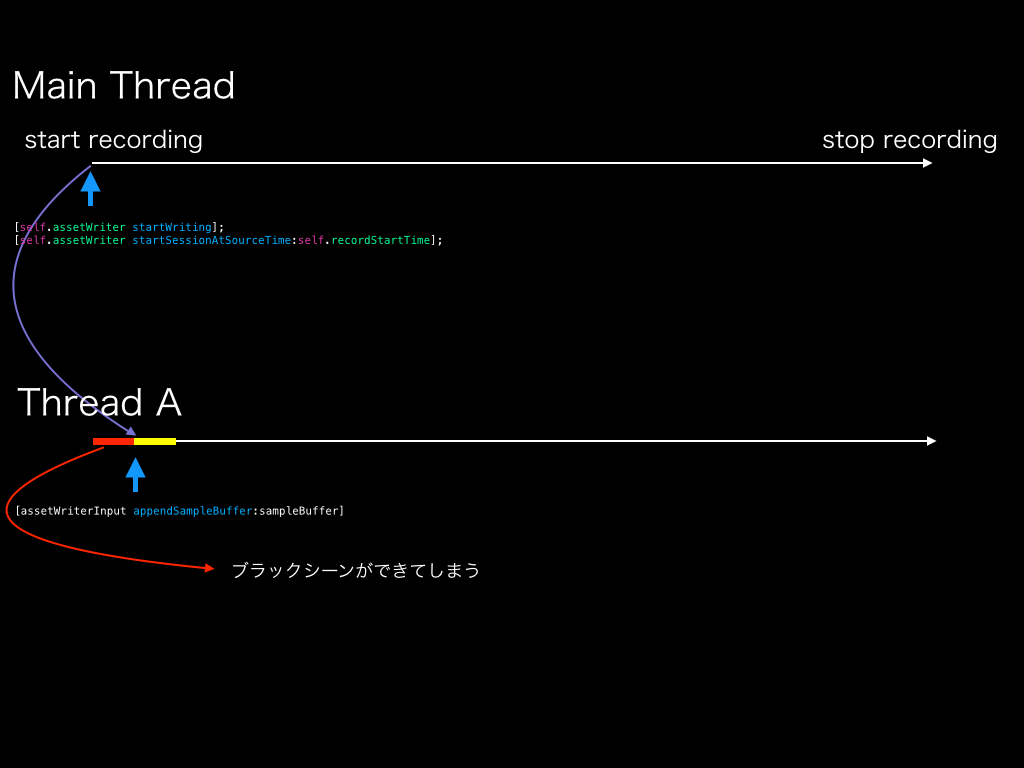 Main Thread
start recording
stop recording
[self.assetWriter startWriting];
[self.assetWriter startSessionAtSourceTime:self.recordStartTime];
Thread A
[assetWriterInput appendSampleBuffer:sampleBuffer]
ブラックシーンができてしまう